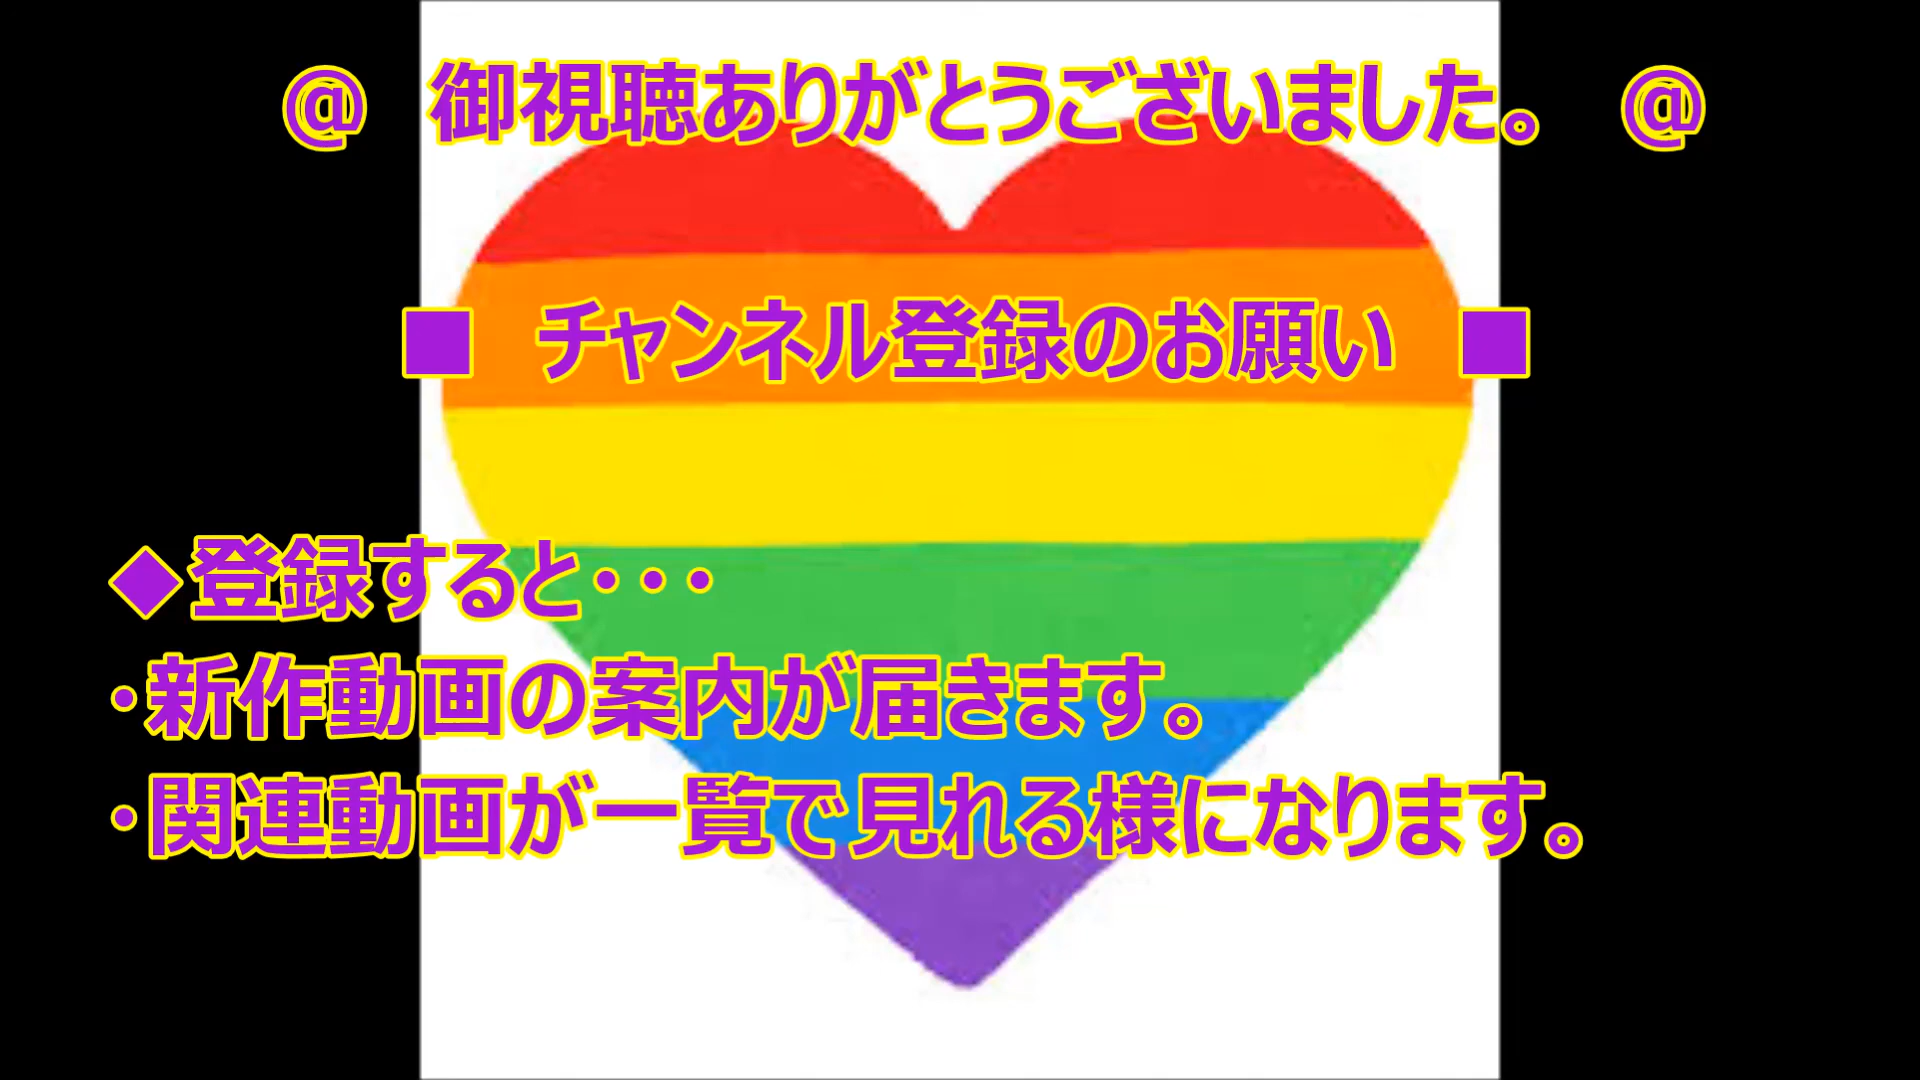 @ 御視聴ありがとうございました。 @
■ チャンネル登録のお願い ■
◆登録すると・・・
・新作動画の案内が届きます。
・関連動画が一覧で見れる様になります。